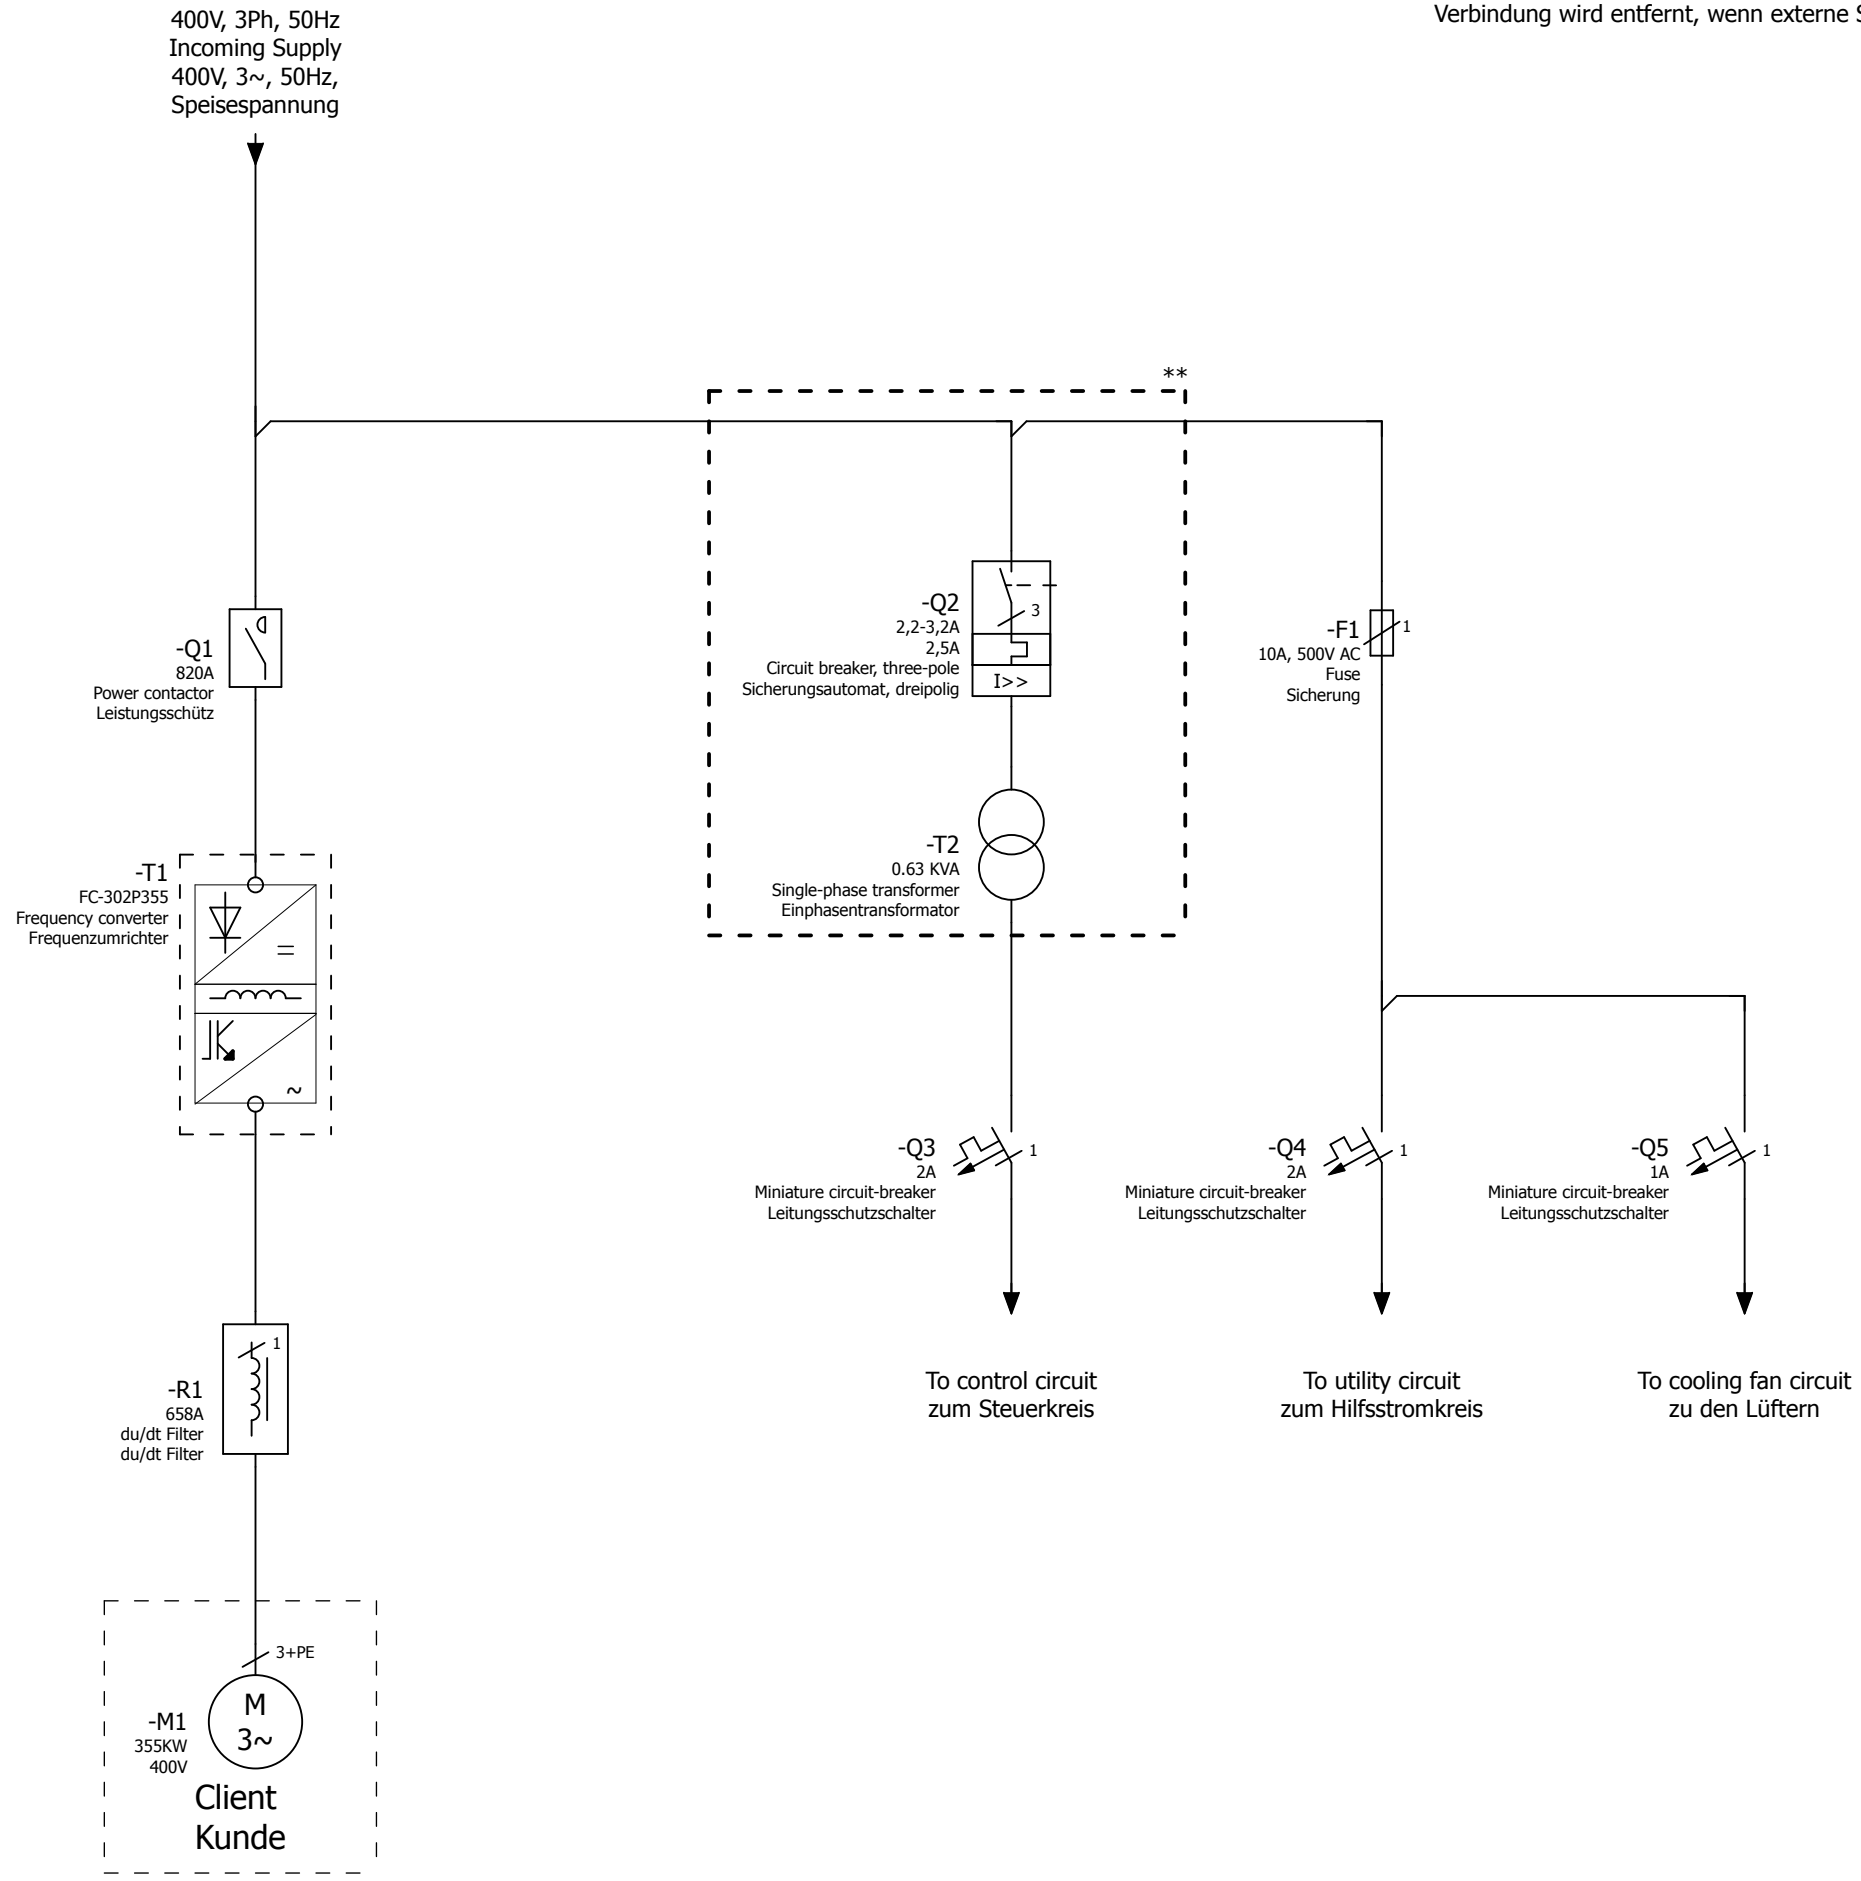 400V, 3Ph, 50Hz
Incoming Supply
400V, 3~, 50Hz,
Speisespannung
Verbindung wird entfernt, wenn externe
**
-Q1
820A
Power contactor
Leistungsschütz
-Q2
2,2-3,2A
2,5A
Circuit breaker, three-pole
Sicherungsautomat, dreipolig
3
I>>
-F1
10A, 500V AC
Fuse
Sicherung
1
-T1
FC-302P355
Frequency converter
Frequenzumrichter
=
~
-T2
0.63 KVA
Single-phase transformer
Einphasentransformator
-Q3
2A
Miniature circuit-breaker
Leitungsschutzschalter
1
-Q4
2A
Miniature circuit-breaker
Leitungsschutzschalter
1
-Q5
1A
Miniature circuit-breaker
Leitungsschutzschalter
1
To control circuit
zum Steuerkreis
To utility circuit
zum Hilfsstromkreis
To cooling fan circuit
zu den Lüftern
-R1
658A
du/dt Filter
du/dt Filter
1
3+PE
-M1
355KW
400V
M
3~
Client
Kunde